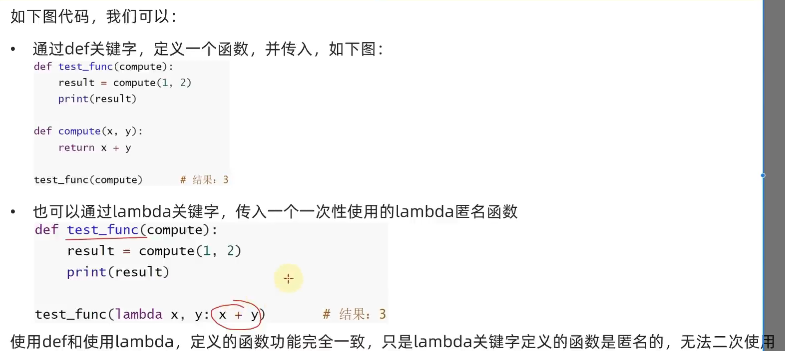 如下图代码，我们可以：
• 通过def关键字，定义一个函数，并传入，如下图：
def test_func(compute):
    result = compute(1, 2)
    print(result)
def compute(x, y):
    return x + y
test_func(compute)      # 结果：3
• 也可以通过lambda关键字，传入一个一次性使用的lambda匿名函数
def test_func(compute):
    result = compute(1, 2)
    print(result)
test_func(lambda x, y: x + y)      # 结果：3
使用def和使用lambda，定义的函数功能完全一致，只是lambda关键字定义的函数是匿名的，无法二次使用